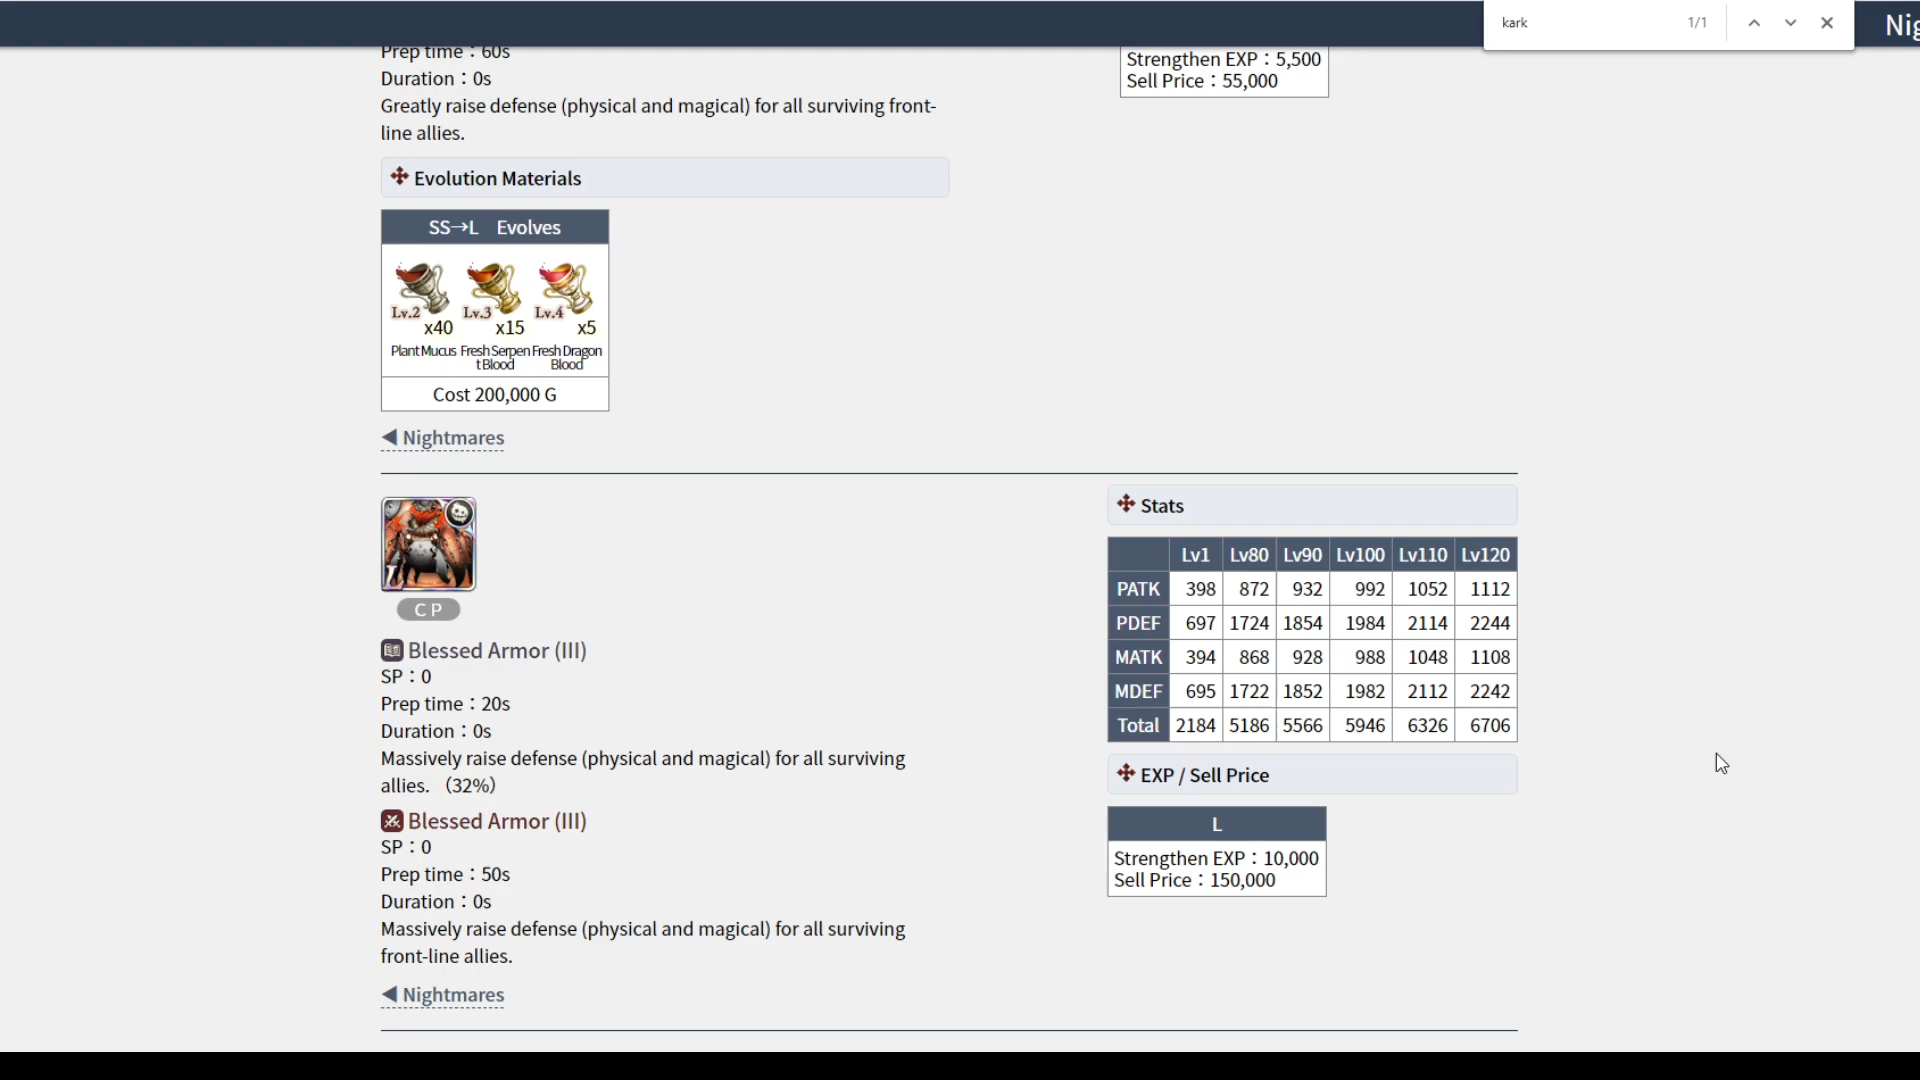 kark
1/1
Nig
Prep time：60s
Duration：0s
Greatly raise defense (physical and magical) for all surviving front-
line allies.
Strengthen EXP：5,500
Sell Price：55,000
Evolution Materials
SS→L Evolves
Lv.2 Lv.3 Lv.4
x40 x15 x5
Plant Mucus Fresh Serpen Fresh Dragon
t Blood Blood
Cost 200,000 G
◀ Nightmares
L
C P
Blessed Armor (III)
SP：0
Prep time：20s
Duration：0s
Massively raise defense (physical and magical) for all surviving
allies. （32%）
Blessed Armor (III)
SP：0
Prep time：50s
Duration：0s
Massively raise defense (physical and magical) for all surviving
front-line allies.
◀ Nightmares
Stats
Lv1 Lv80 Lv90 Lv100 Lv110 Lv120
PATK 398 872 932 992 1052 1112
PDEF 697 1724 1854 1984 2114 2244
MATK 394 868 928 988 1048 1108
MDEF 695 1722 1852 1982 2112 2242
Total 2184 5186 5566 5946 6326 6706
EXP / Sell Price
L
Strengthen EXP：10,000
Sell Price：150,000